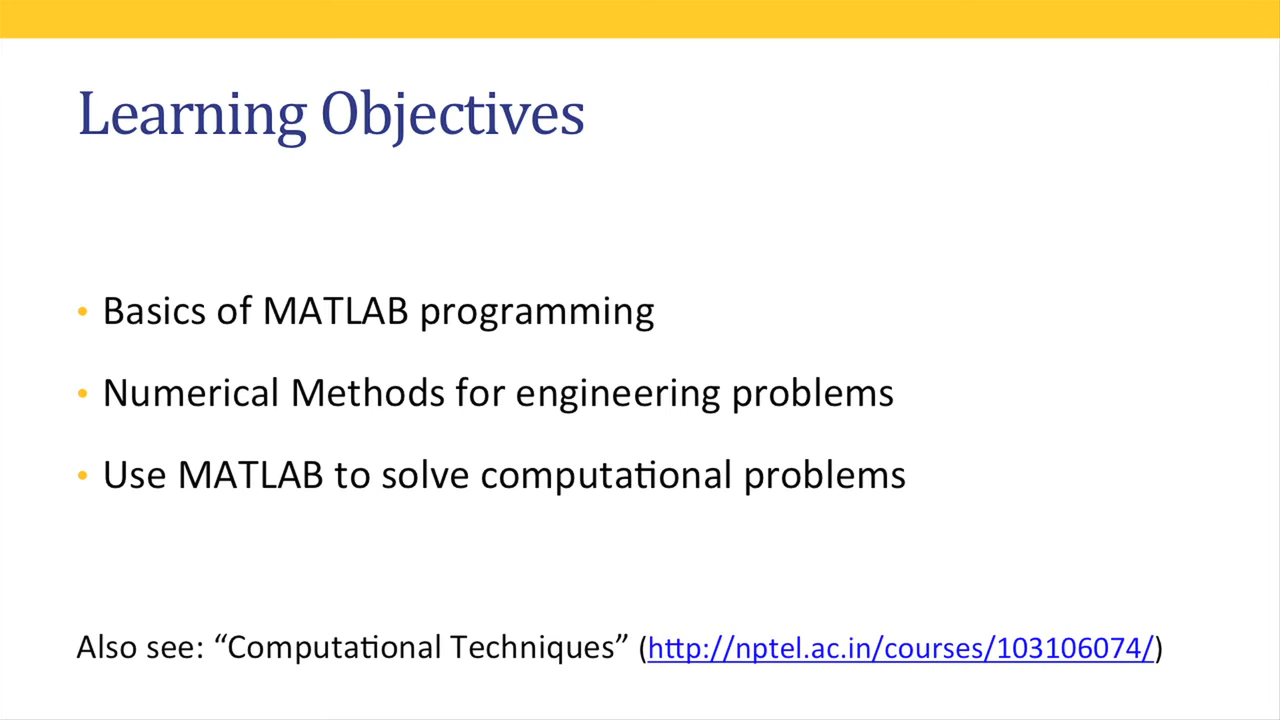 Learning Objectives
• Basics of MATLAB programming
• Numerical Methods for engineering problems
• Use MATLAB to solve computational problems
Also see: “Computational Techniques” (http://nptel.ac.in/courses/103106074/)